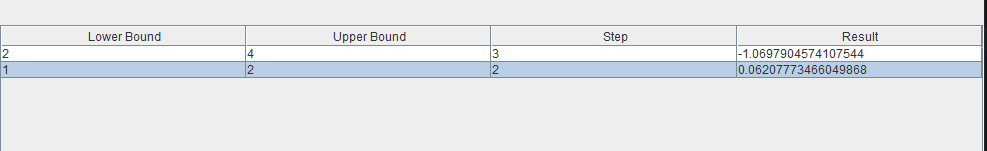 Lower Bound Upper Bound Step Result
2 4 3 -1.0697904574107544
1 2 2 0.06207773466049868